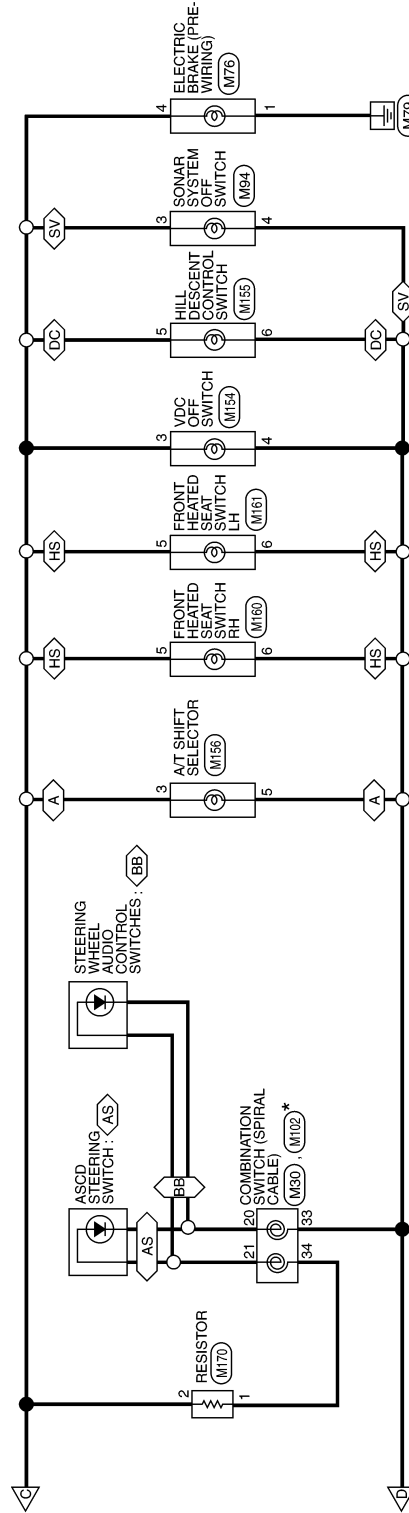 C
D
2
RESISTOR
M170
1
ASCD
STEERING
SWITCH : AS
AS
BB
21 20
COMBINATION
SWITCH (SPIRAL
CABLE)
M30 , M102 *
34 33
STEERING
WHEEL
AUDIO
CONTROL
SWITCHES : BB
A
3
A/T SHIFT
SELECTOR
M156
5
A
HS
5
FRONT
HEATED
SEAT
SWITCH
RH
M160
6
HS
HS
5
FRONT
HEATED
SEAT
SWITCH
LH
M161
6
HS
3
VDC
OFF
SWITCH
M154
4
DC
5
HILL
DESCENT
CONTROL
SWITCH
M155
6
DC
SV
3
SONAR
SYSTEM
OFF
SWITCH
M94
4
SV
4
ELECTRIC
BRAKE (PRE-
WIRING)
M76
1
M79